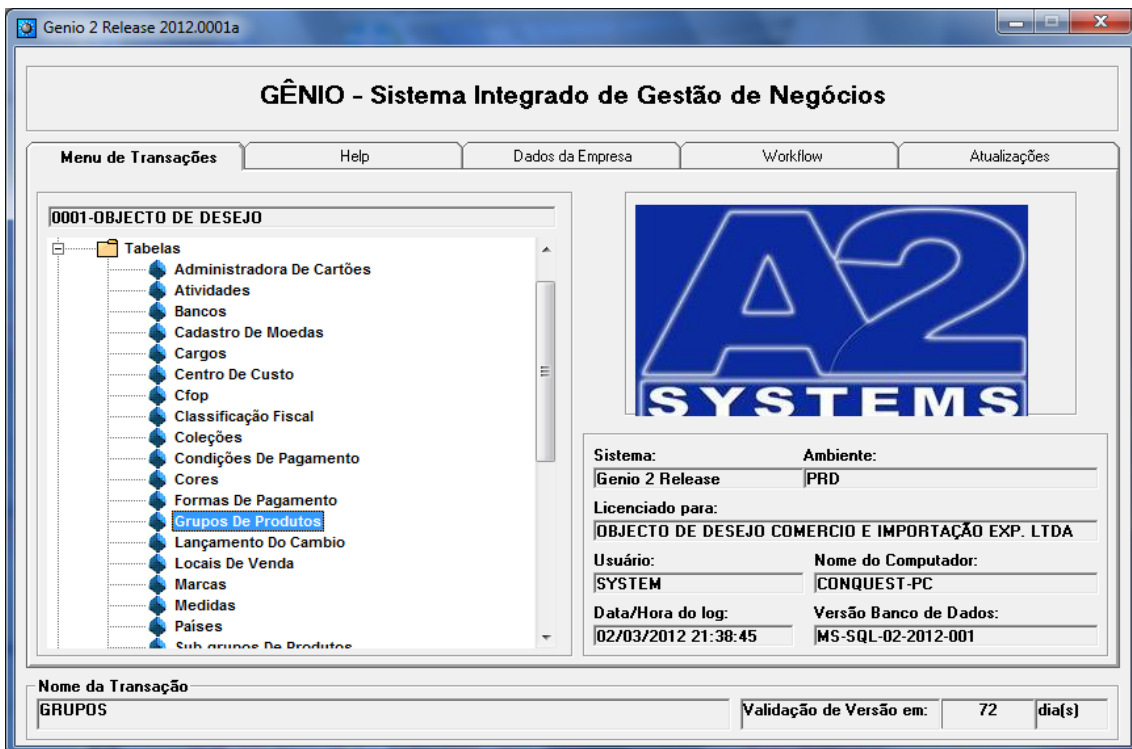 Genio 2 Release 2012.0001a
GÊNIO - Sistema Integrado de Gestão de Negócios
Menu de Transações
Help
Dados da Empresa
Workflow
Atualizações
0001-OBJECTO DE DESEJO
Tabelas
Administradora De Cartões
Atividades
Bancos
Cadastro De Moedas
Cargos
Centro De Custo
Cfop
Classificação Fiscal
Coleções
Condições De Pagamento
Cores
Formas De Pagamento
Grupos De Produtos
Lançamento Do Cambio
Locais De Venda
Marcas
Medidas
Países
Sub grupos De Produtos
A2
SYSTEMS
Sistema: Ambiente:
Genio 2 Release PRD
Licenciado para:
OBJECTO DE DESEJO COMERCIO E IMPORTAÇÃO EXP. LTDA
Usuário: Nome do Computador:
SYSTEM CONQUEST-PC
Data/Hora do log: Versão Banco de Dados:
02/03/2012 21:38:45 MS-SQL-02-2012-001
Nome da Transação
GRUPOS
Validação de Versão em: 72 dia(s)